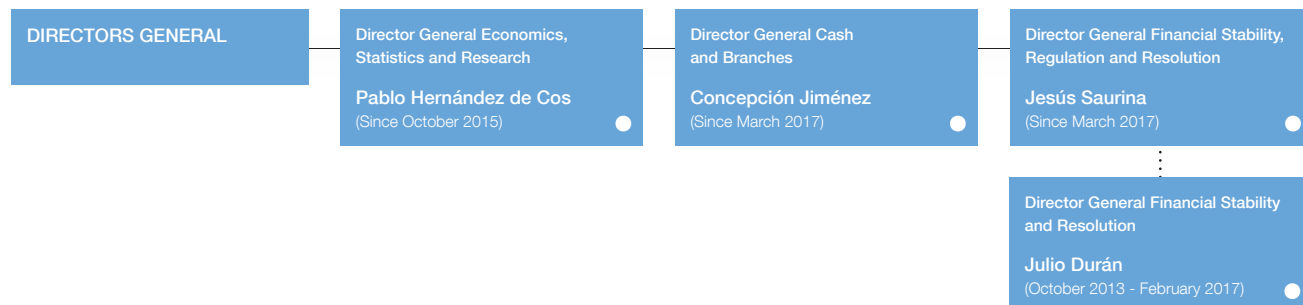 DIRECTORS GENERAL
Director General Economics,
Statistics and Research
Pablo Hernández de Cos
(Since October 2015)
Director General Cash
and Branches
Concepción Jiménez
(Since March 2017)
Director General Financial Stability,
Regulation and Resolution
Jesús Saurina
(Since March 2017)
Director General Financial Stability
and Resolution
Julio Durán
(October 2013 - February 2017)